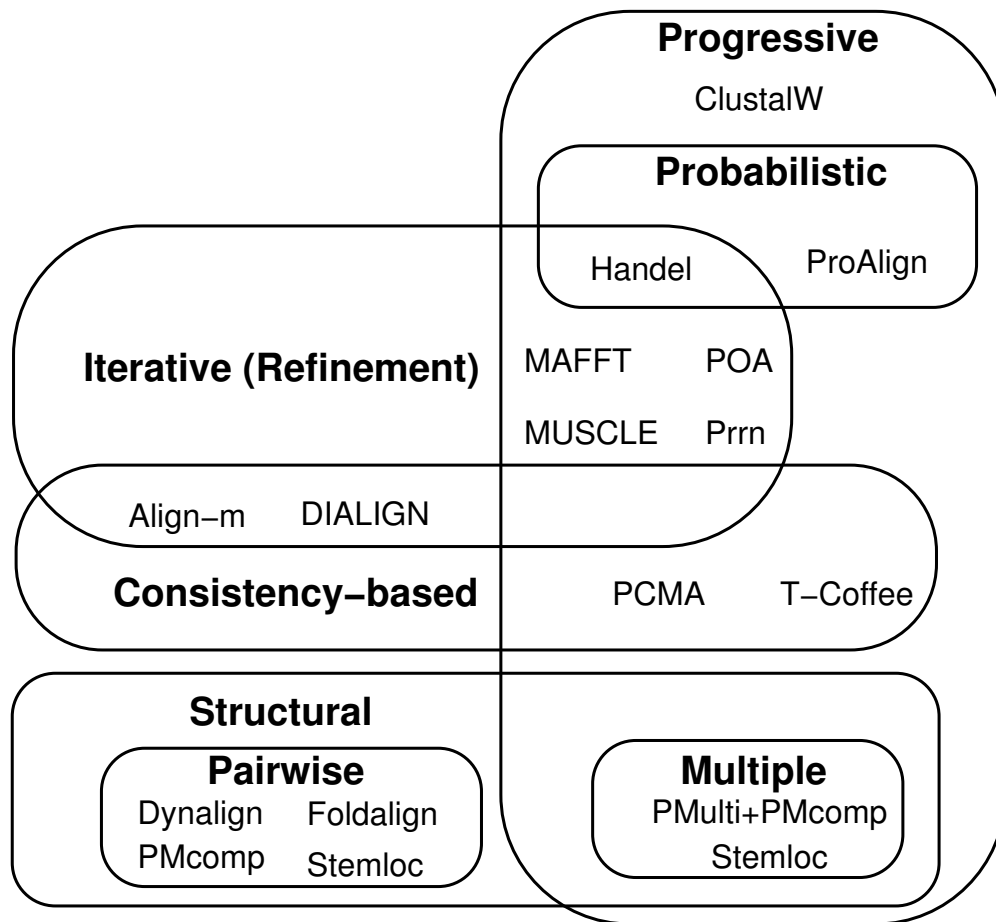 Progressive
ClustalW
Probabilistic
Handel
ProAlign
Iterative (Refinement)
MAFFT
POA
MUSCLE
Prrn
Align−m
DIALIGN
Consistency−based
PCMA
T−Coffee
Structural
Pairwise
Dynalign
Foldalign
PMcomp
Stemloc
Multiple
PMulti+PMcomp
Stemloc